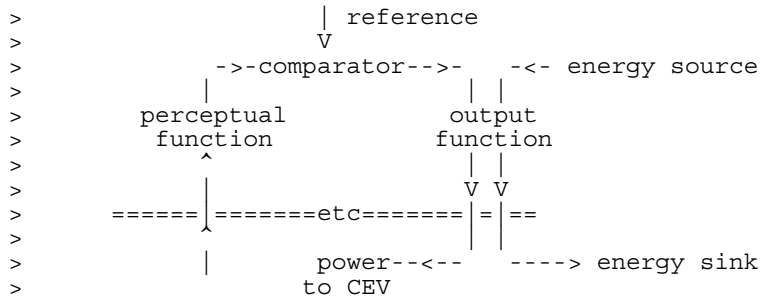 >                    | reference
>                    V
>             ->-comparator-->-   -<- energy source
>            |                 | |
>       perceptual          output
>        function          function
>            ^                 | |
>            |                 V V
>      ======|=======etc=======|=|==
>            ^                 | |
>            |       power--<--   ----> energy sink
>                   to CEV